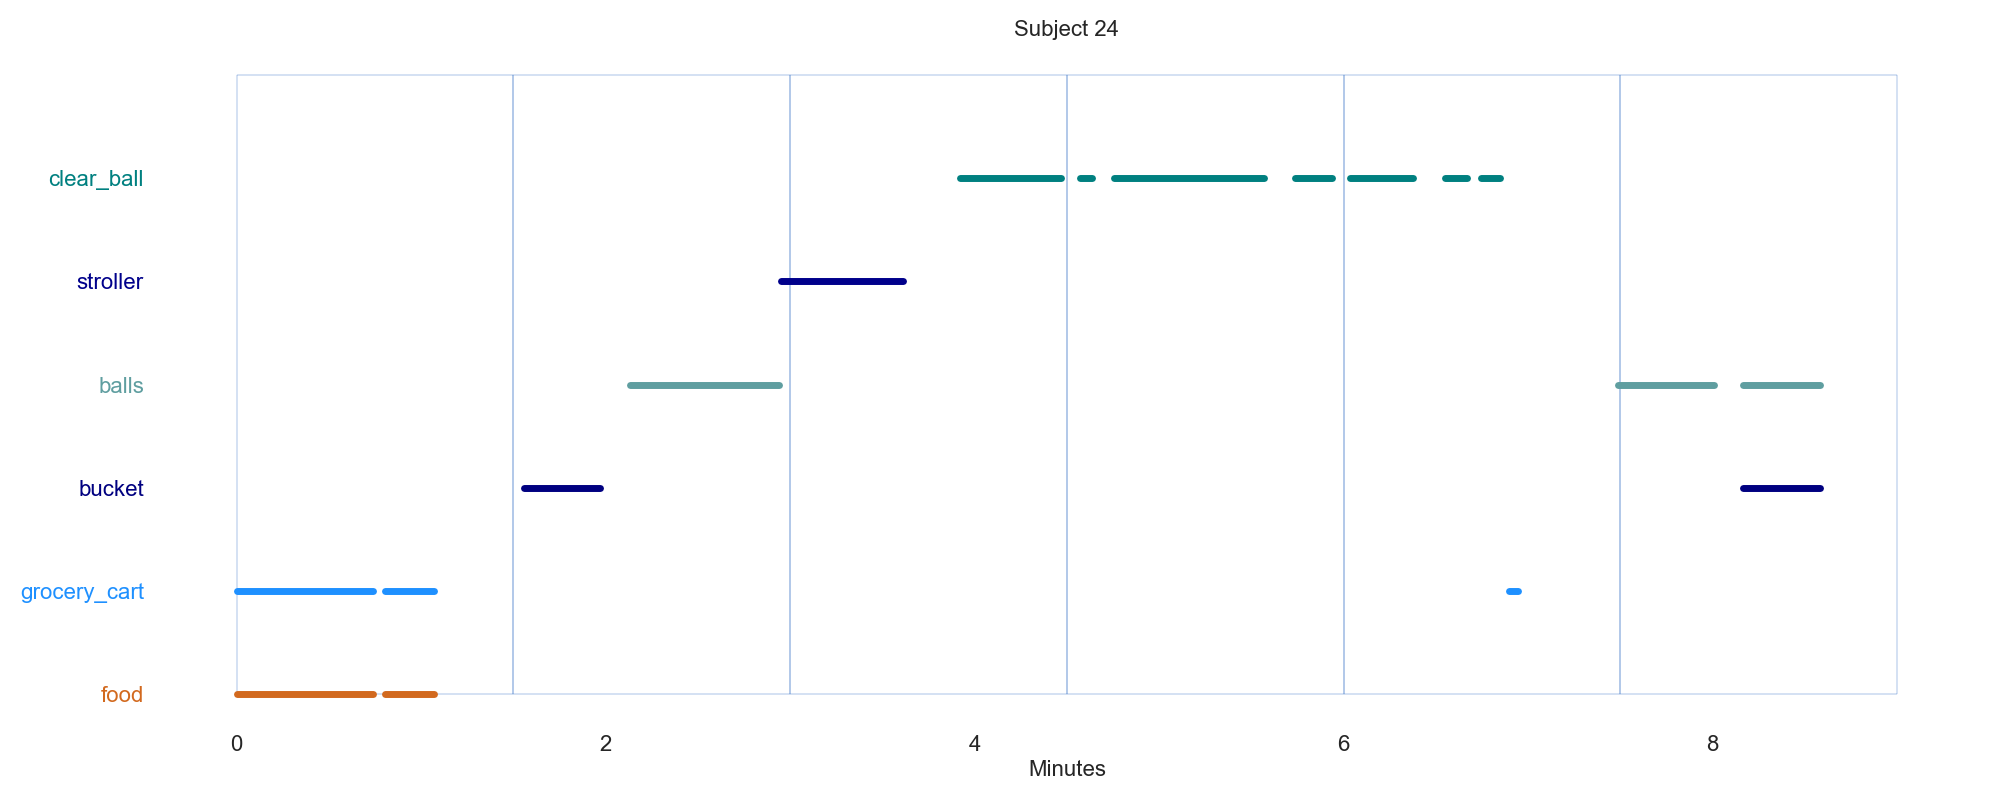 Subject 24
clear_ball
stroller
balls
bucket
grocery_cart
food
0 2 4 6 8
Minutes